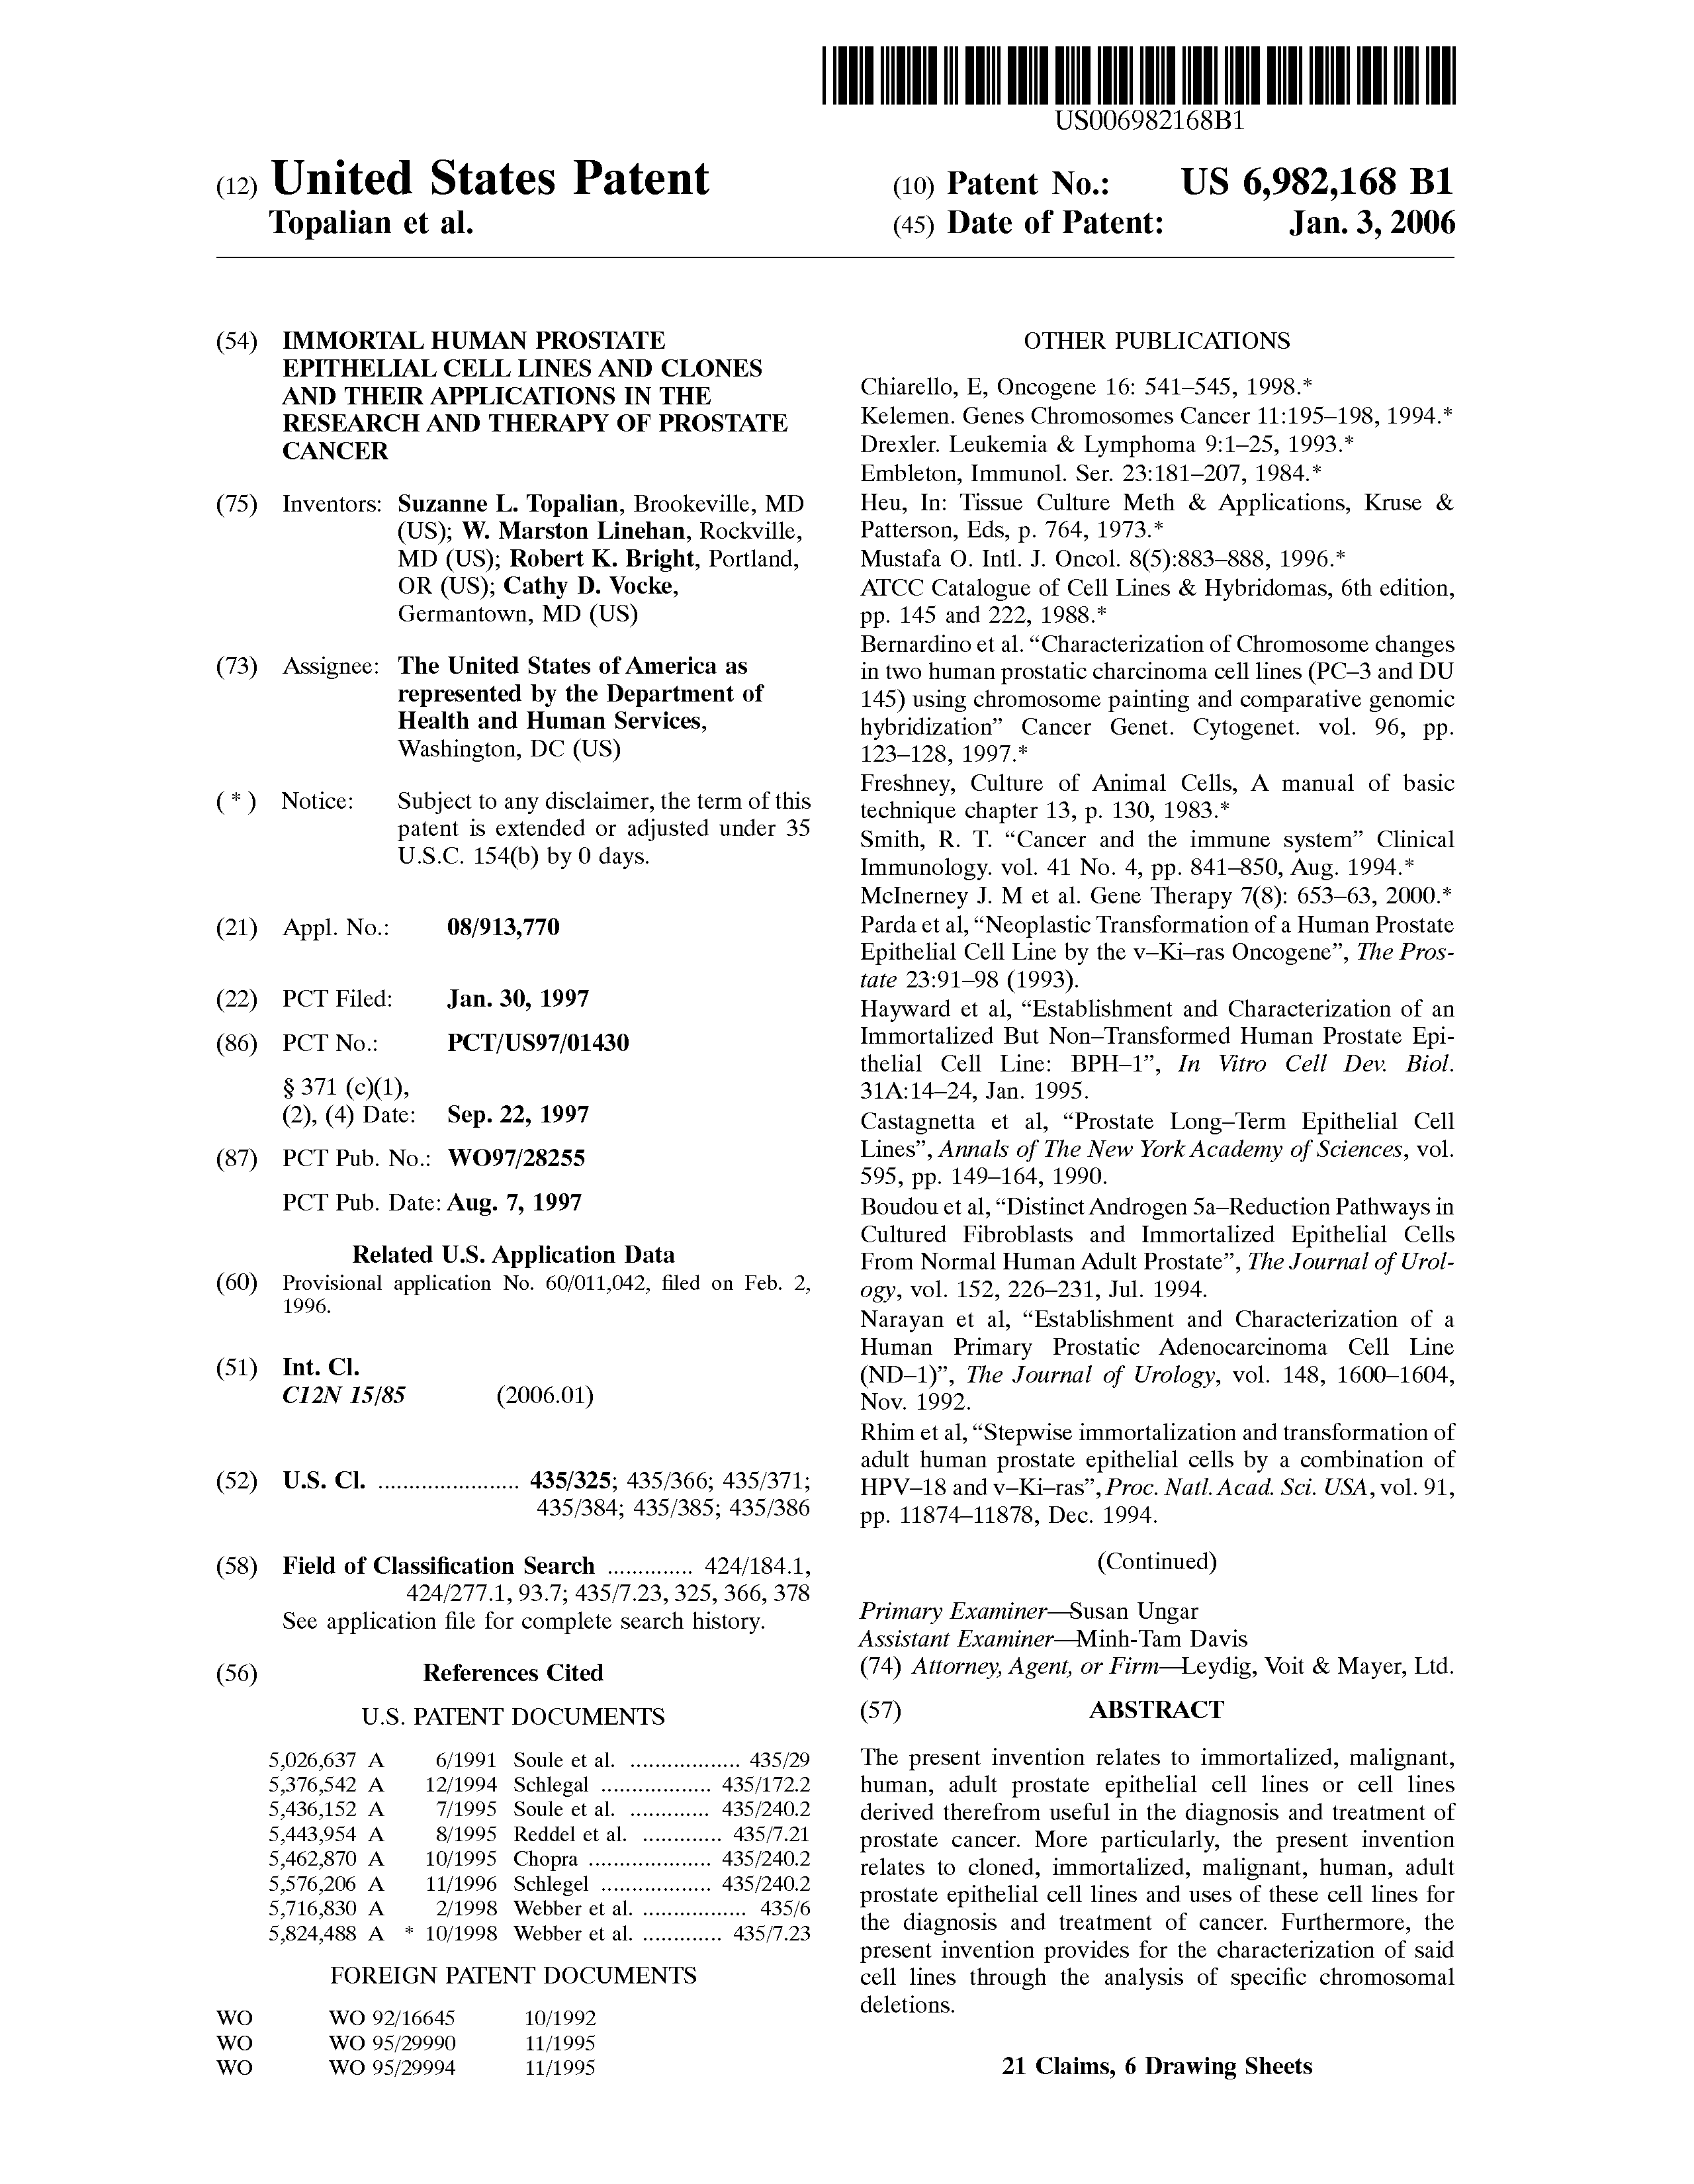 US006982168B1
(12) United States Patent
Topalian et al.
(10) Patent No.: US 6,982,168 B1
(45) Date of Patent: Jan. 3, 2006
(54) IMMORTAL HUMAN PROSTATE
EPITHELIAL CELL LINES AND CLONES
AND THEIR APPLICATIONS IN THE
RESEARCH AND THERAPY OF PROSTATE
CANCER
(75) Inventors: Suzanne L. Topalian, Brookeville, MD
(US); W. Marston Linehan, Rockville,
MD (US); Robert K. Bright, Portland,
OR (US); Cathy D. Vocke,
Germantown, MD (US)
(73) Assignee: The United States of America as
represented by the Department of
Health and Human Services,
Washington, DC (US)
( * ) Notice: Subject to any disclaimer, the term of this
patent is extended or adjusted under 35
U.S.C. 154(b) by 0 days.
(21) Appl. No.: 08/913,770
(22) PCT Filed: Jan. 30, 1997
(86) PCT No.: PCT/US97/01430
§ 371 (c)(1),
(2), (4) Date: Sep. 22, 1997
(87) PCT Pub. No.: WO97/28255
PCT Pub. Date: Aug. 7, 1997
Related U.S. Application Data
(60) Provisional application No. 60/011,042, filed on Feb. 2,
1996.
(51) Int. Cl.
C12N 15/85 (2006.01)
(52) U.S. Cl. ....................... 435/325; 435/366; 435/371;
435/384; 435/385; 435/386
(58) Field of Classification Search .............. 424/184.1,
424/277.1, 93.7; 435/7.23, 325, 366, 378
See application file for complete search history.
(56) References Cited
U.S. PATENT DOCUMENTS
5,026,637 A 6/1991 Soule et al. .................. 435/29
5,376,542 A 12/1994 Schlegal .................. 435/172.2
5,436,152 A 7/1995 Soule et al. ............. 435/240.2
5,443,954 A 8/1995 Reddel et al. ............. 435/7.21
5,462,870 A 10/1995 Chopra .................... 435/240.2
5,576,206 A 11/1996 Schlegel .................. 435/240.2
5,716,830 A 2/1998 Webber et al. ................. 435/6
5,824,488 A * 10/1998 Webber et al. ............. 435/7.23
FOREIGN PATENT DOCUMENTS
WO WO 92/16645 10/1992
WO WO 95/29990 11/1995
WO WO 95/29994 11/1995
OTHER PUBLICATIONS
Chiarello, E, Oncogene 16: 541–545, 1998.*
Kelemen. Genes Chromosomes Cancer 11:195–198, 1994.*
Drexler. Leukemia & Lymphoma 9:1–25, 1993.*
Embleton, Immunol. Ser. 23:181–207, 1984.*
Heu, In: Tissue Culture Meth & Applications, Kruse &
Patterson, Eds, p. 764, 1973.*
Mustafa O. Intl. J. Oncol. 8(5):883–888, 1996.*
ATCC Catalogue of Cell Lines & Hybridomas, 6th edition,
pp. 145 and 222, 1988.*
Bernardino et al. “Characterization of Chromosome changes
in two human prostatic charcinoma cell lines (PC–3 and DU
145) using chromosome painting and comparative genomic
hybridization” Cancer Genet. Cytogenet. vol. 96, pp.
123–128, 1997.*
Freshney, Culture of Animal Cells, A manual of basic
technique chapter 13, p. 130, 1983.*
Smith, R. T. “Cancer and the immune system” Clinical
Immunology. vol. 41 No. 4, pp. 841–850, Aug. 1994.*
McInerney J. M et al. Gene Therapy 7(8): 653–63, 2000.*
Parda et al, “Neoplastic Transformation of a Human Prostate
Epithelial Cell Line by the v–Ki–ras Oncogene”, The Pros-
tate 23:91–98 (1993).
Hayward et al, “Establishment and Characterization of an
Immortalized But Non–Transformed Human Prostate Epi-
thelial Cell Line: BPH–1”, In Vitro Cell Dev. Biol.
31A:14–24, Jan. 1995.
Castagnetta et al, “Prostate Long–Term Epithelial Cell
Lines”, Annals of The New York Academy of Sciences, vol.
595, pp. 149–164, 1990.
Boudou et al, “Distinct Androgen 5a–Reduction Pathways in
Cultured Fibroblasts and Immortalized Epithelial Cells
From Normal Human Adult Prostate”, The Journal of Urol-
ogy, vol. 152, 226–231, Jul. 1994.
Narayan et al, “Establishment and Characterization of a
Human Primary Prostatic Adenocarcinoma Cell Line
(ND–1)”, The Journal of Urology, vol. 148, 1600–1604,
Nov. 1992.
Rhim et al, “Stepwise immortalization and transformation of
adult human prostate epithelial cells by a combination of
HPV–18 and v–Ki–ras”, Proc. Natl. Acad. Sci. USA, vol. 91,
pp. 11874–11878, Dec. 1994.
(Continued)
Primary Examiner—Susan Ungar
Assistant Examiner—Minh-Tam Davis
(74) Attorney, Agent, or Firm—Leydig, Voit & Mayer, Ltd.
(57) ABSTRACT
The present invention relates to immortalized, malignant,
human, adult prostate epithelial cell lines or cell lines
derived therefrom useful in the diagnosis and treatment of
prostate cancer. More particularly, the present invention
relates to cloned, immortalized, malignant, human, adult
prostate epithelial cell lines and uses of these cell lines for
the diagnosis and treatment of cancer. Furthermore, the
present invention provides for the characterization of said
cell lines through the analysis of specific chromosomal
deletions.
21 Claims, 6 Drawing Sheets